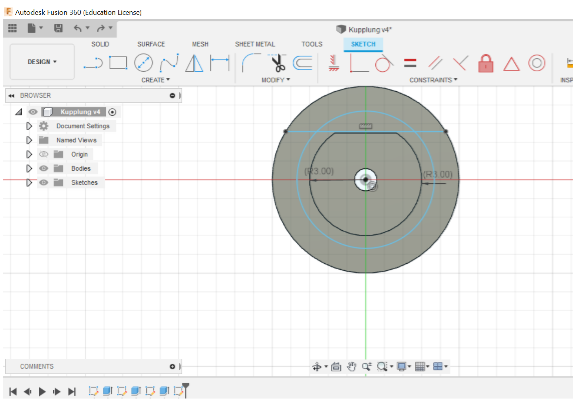 Autodesk Fusion 360 (Education License)
Kupplung v4*
SOLID SURFACE MESH SHEET METAL TOOLS SKETCH
DESIGN
CREATE MODIFY CONSTRAINTS INSP
BROWSER
Kupplung v4
Document Settings
Named Views
Origin
Bodies
Sketches
(R3.00) (R3.00)
COMMENTS